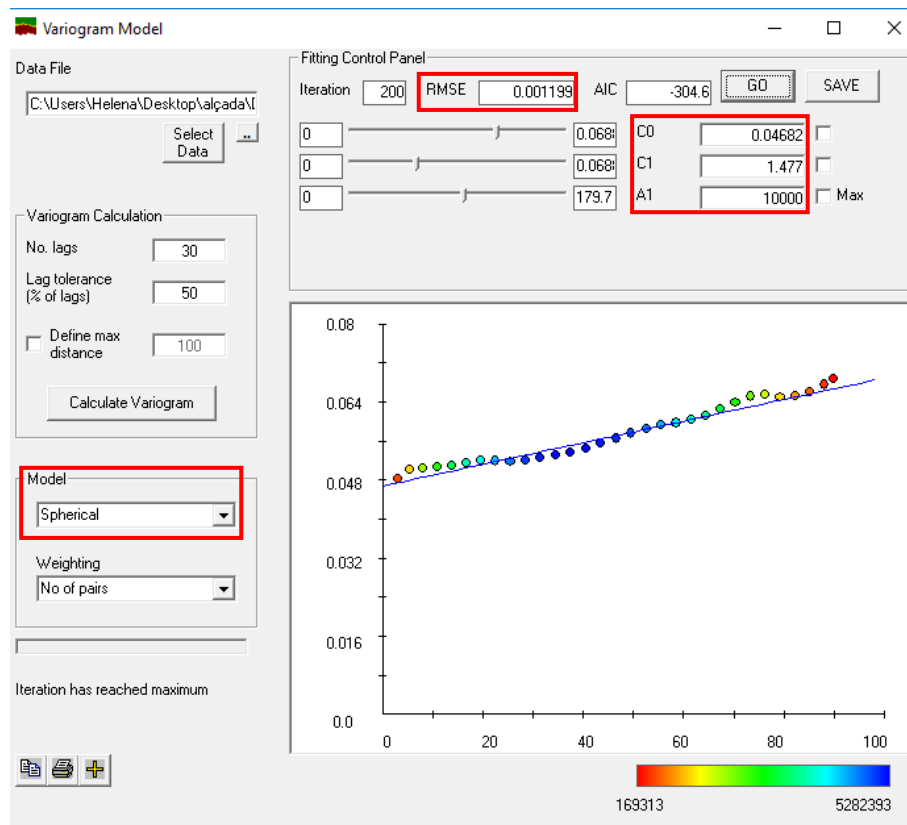 Variogram Model
Data File
C:\Users\Helena\Desktop\alçada\[
Select Data
..
Variogram Calculation
No. lags 30
Lag tolerance (% of lags) 50
Define max distance 100
Calculate Variogram
Model
Spherical
Weighting
No of pairs
Iteration has reached maximum
Fitting Control Panel
Iteration 200 RMSE 0.001199 AIC -304.6 GO SAVE
0 0.068 C0 0.04682
0 0.068 C1 1.477
0 179.7 A1 10000 Max
0.08
0.064
0.048
0.032
0.016
0.0
0 20 40 60 80 100
169313 5282393